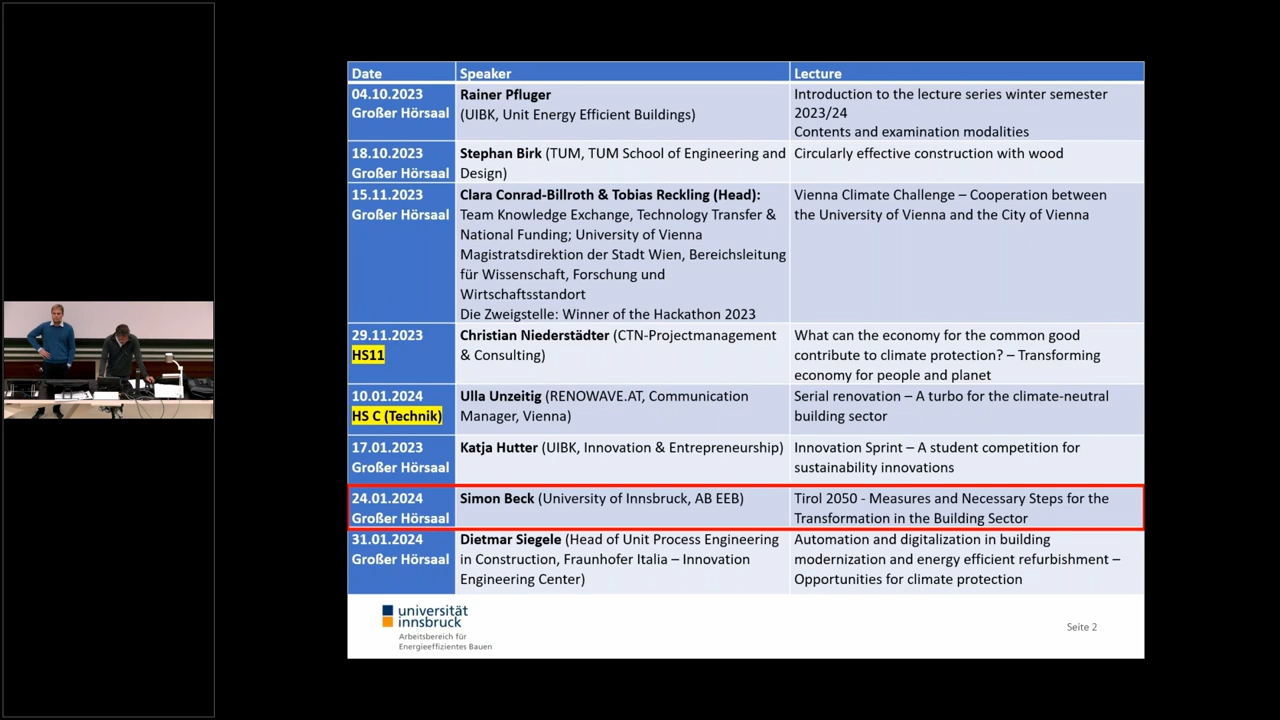 Date Speaker Lecture
04.10.2023
Großer Hörsaal
Rainer Pfluger
(UIBK, Unit Energy Efficient Buildings)
Introduction to the lecture series winter semester
2023/24
Contents and examination modalities
18.10.2023
Großer Hörsaal
Stephan Birk (TUM, TUM School of Engineering and
Design)
Circularly effective construction with wood
15.11.2023
Großer Hörsaal
Clara Conrad-Billroth & Tobias Reckling (Head):
Team Knowledge Exchange, Technology Transfer &
National Funding; University of Vienna
Magistratsdirektion der Stadt Wien, Bereichsleitung
für Wissenschaft, Forschung und
Wirtschaftsstandort
Die Zweigstelle: Winner of the Hackathon 2023
Vienna Climate Challenge – Cooperation between
the University of Vienna and the City of Vienna
29.11.2023
HS11
Christian Niederstädter (CTN-Projectmanagement
& Consulting)
What can the economy for the common good
contribute to climate protection? – Transforming
economy for people and planet
10.01.2024
HS C (Technik)
Ulla Unzeitig (RENOWAVE.AT, Communication
Manager, Vienna)
Serial renovation – A turbo for the climate-neutral
building sector
17.01.2023
Großer Hörsaal
Katja Hutter (UIBK, Innovation & Entrepreneurship)
Innovation Sprint – A student competition for
sustainability innovations
24.01.2024
Großer Hörsaal
Simon Beck (University of Innsbruck, AB EEB)
Tirol 2050 - Measures and Necessary Steps for the
Transformation in the Building Sector
31.01.2024
Großer Hörsaal
Dietmar Siegele (Head of Unit Process Engineering
in Construction, Fraunhofer Italia – Innovation
Engineering Center)
Automation and digitalization in building
modernization and energy efficient refurbishment –
Opportunities for climate protection
universität
innsbruck
Arbeitsbereich für
Energieeffizientes Bauen
Seite 2